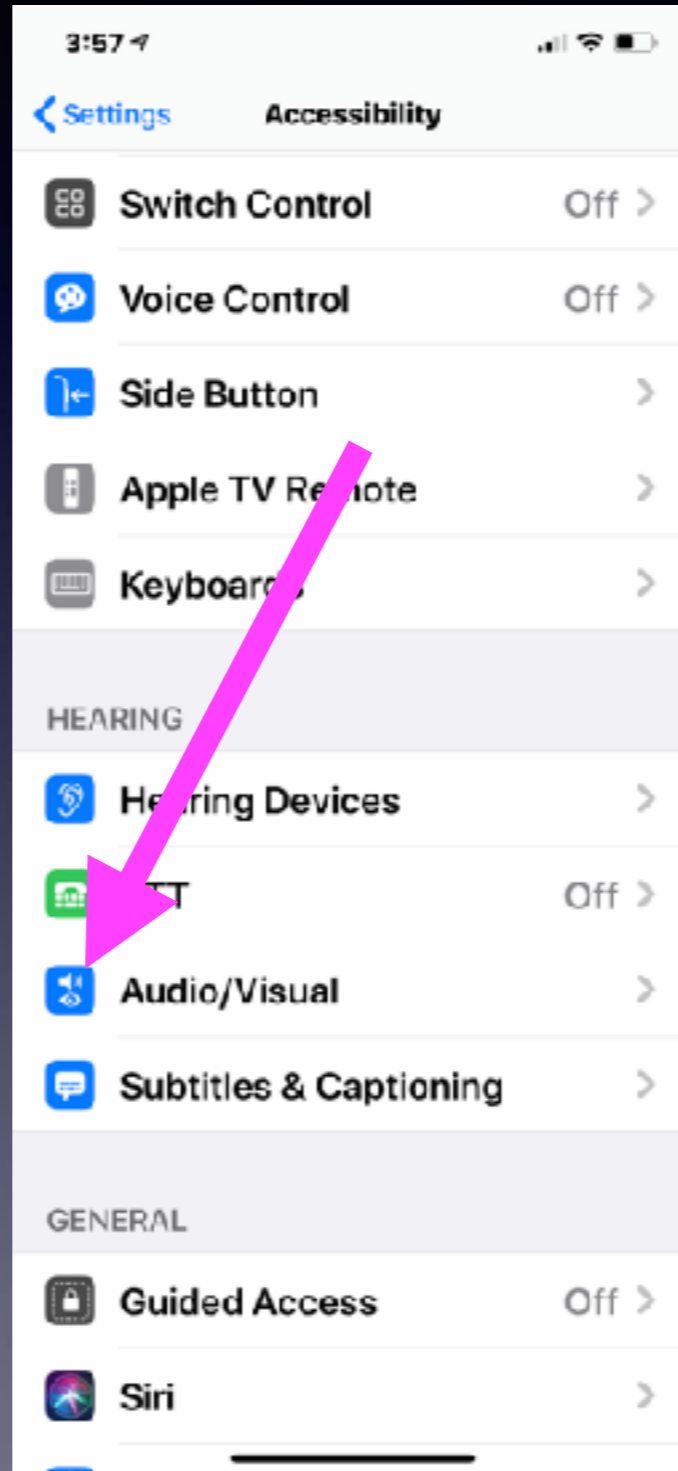 3:57
Settings Accessibility
Switch Control Off
Voice Control Off
Side Button
Apple TV Remote
Keyboards
HEARING
Hearing Devices
Off
Audio/Visual
Subtitles & Captioning
GENERAL
Guided Access Off
Siri